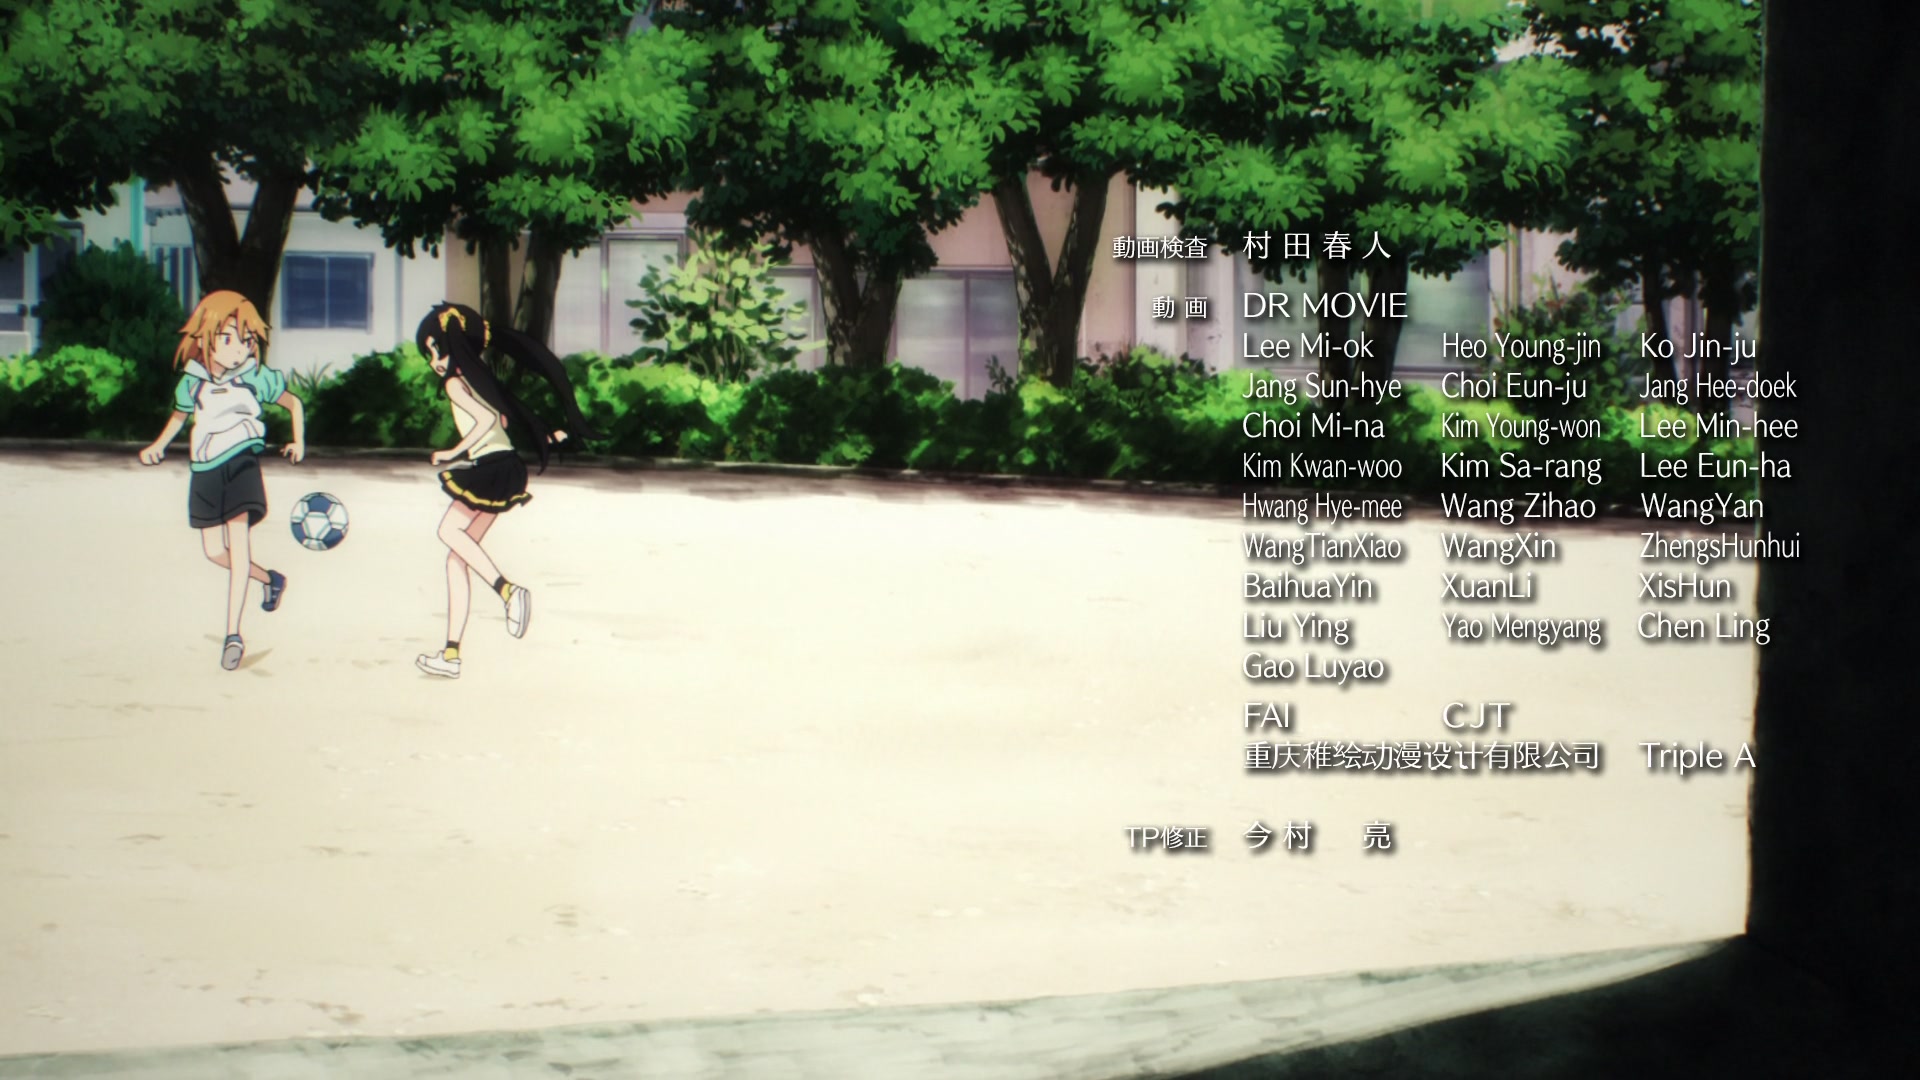 動画検査 村田春人
動画 DR MOVIE
Lee Mi-ok Heo Young-jin Ko Jin-ju
Jang Sun-hye Choi Eun-ju Jang Hee-doek
Choi Mi-na Kim Young-won Lee Min-hee
Kim Kwan-woo Kim Sa-rang Lee Eun-ha
Hwang Hye-mee Wang Zihao WangYan
WangTianXiao WangXin ZhengsHunhui
BaihuaYin XuanLi XisHun
Liu Ying Yao Mengyang Chen Ling
Gao Luyao
FAI CJT
重庆稚绘动漫设计有限公司 Triple A
TP修正 今村 亮